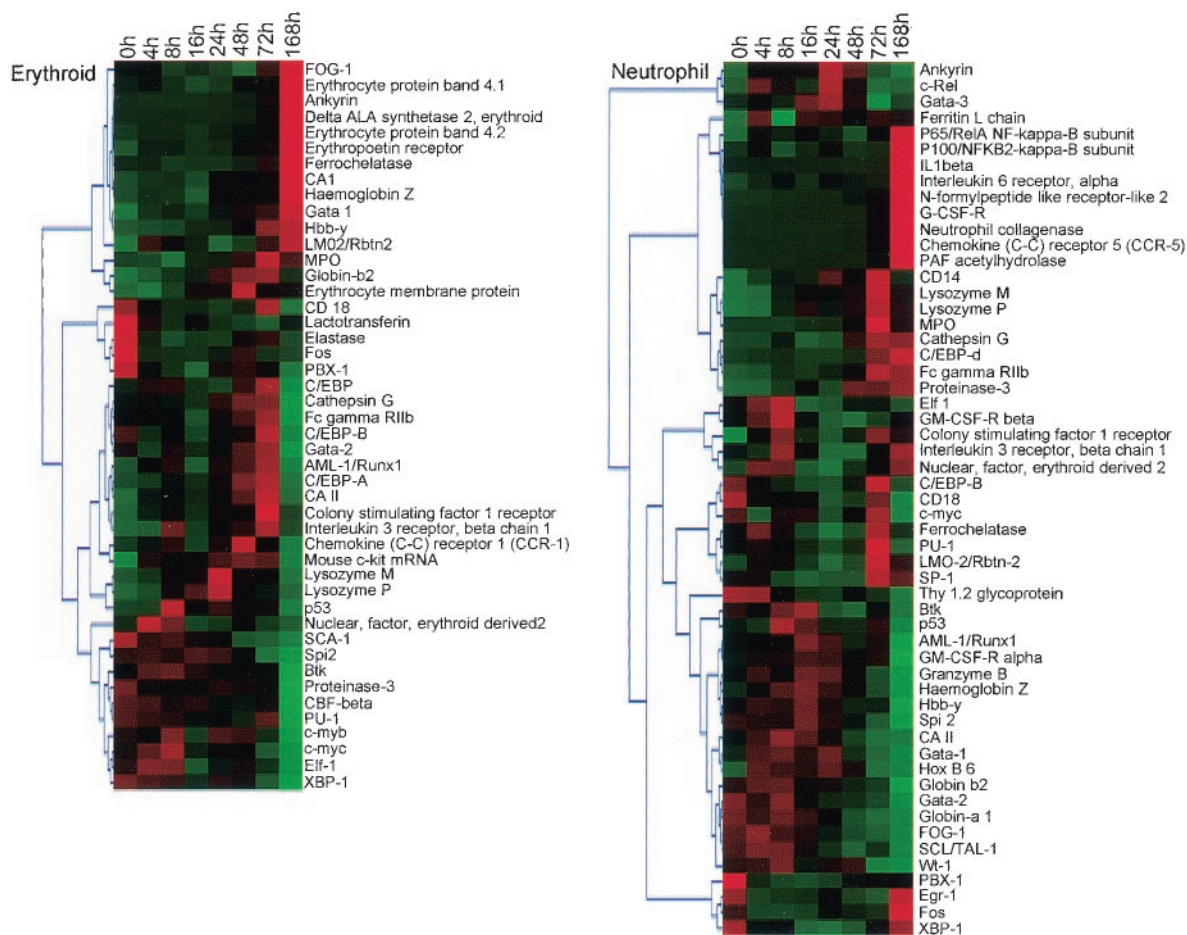 Erythroid
0h 4h 8h 16h 24h 48h 72h 168h
FOG-1
Erythrocyte protein band 4.1
Ankyrin
Delta ALA synthetase 2, erythroid
Erythrocyte protein band 4.2
Erythropoetin receptor
Ferrochelatase
CA1
Haemoglobin Z
Gata 1
Hbb-y
LM02/Rbtn2
MPO
Globin-b2
Erythrocyte membrane protein
CD 18
Lactotransferin
Elastase
Fos
PBX-1
C/EBP
Cathepsin G
Fc gamma RIIb
C/EBP-B
Gata-2
AML-1/Runx1
C/EBP-A
CA II
Colony stimulating factor 1 receptor
Interleukin 3 receptor, beta chain 1
Chemokine (C-C) receptor 1 (CCR-1)
Mouse c-kit mRNA
Lysozyme M
Lysozyme P
p53
Nuclear, factor, erythroid derived2
SCA-1
Spi2
Btk
Proteinase-3
CBF-beta
PU-1
c-myb
c-myc
Elf-1
XBP-1
Neutrophil
0h 4h 8h 16h 24h 48h 72h 168h
Ankyrin
c-Rel
Gata-3
Ferritin L chain
P65/RelA NF-kappa-B subunit
P100/NFKB2-kappa-B subunit
IL1beta
Interleukin 6 receptor, alpha
N-formylpeptide like receptor-like 2
G-CSF-R
Neutrophil collagenase
Chemokine (C-C) receptor 5 (CCR-5)
PAF acetylhydrolase
CD14
Lysozyme M
Lysozyme P
MPO
Cathepsin G
C/EBP-d
Fc gamma RIIb
Proteinase-3
Elf 1
GM-CSF-R beta
Colony stimulating factor 1 receptor
Interleukin 3 receptor, beta chain 1
Nuclear, factor, erythroid derived 2
C/EBP-B
CD18
c-myc
Ferrochelatase
PU-1
LMO-2/Rbtn-2
SP-1
Thy 1.2 glycoprotein
Btk
p53
AML-1/Runx1
GM-CSF-R alpha
Granzyme B
Haemoglobin Z
Hbb-y
Spi 2
CA II
Gata-1
Hox B 6
Globin b2
Gata-2
Globin-a 1
FOG-1
SCL/TAL-1
Wt-1
PBX-1
Egr-1
Fos
XBP-1